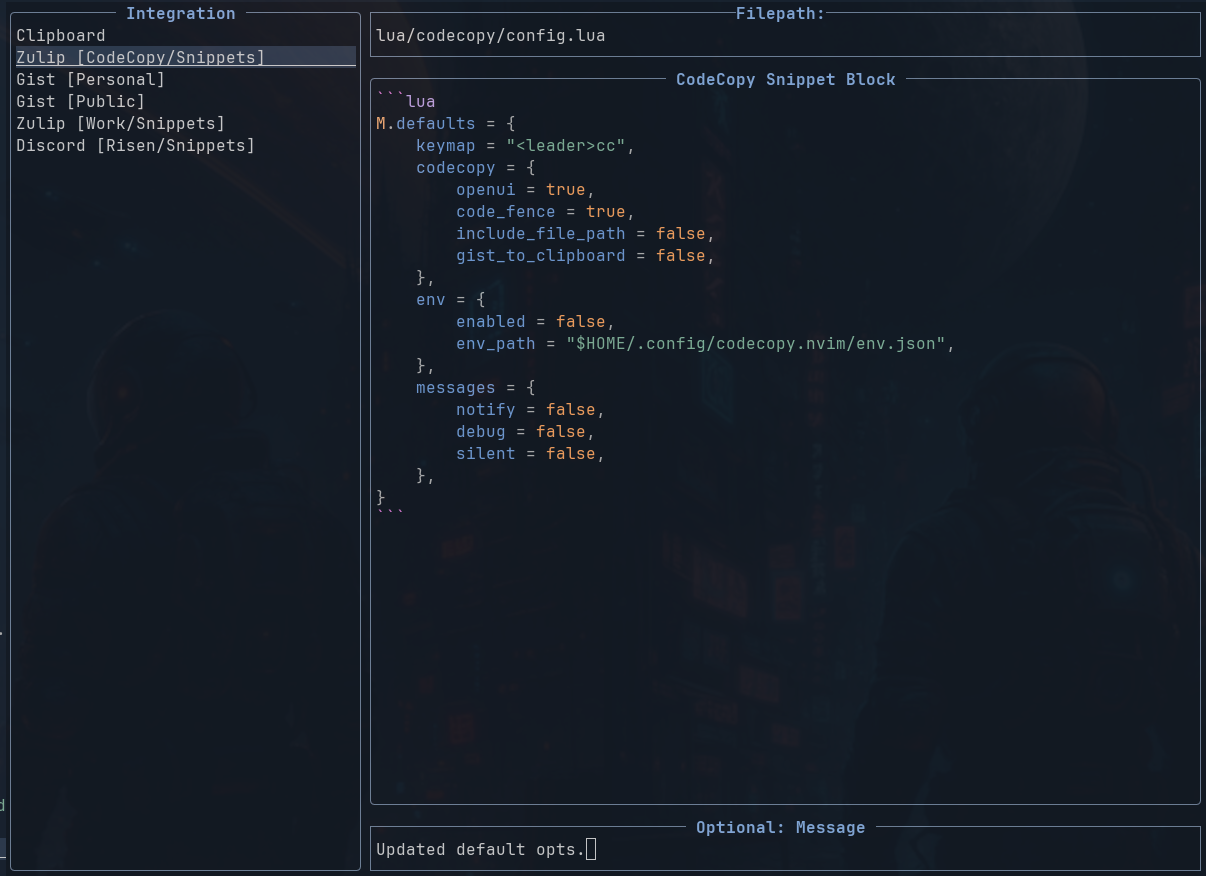 Integration
Clipboard
Zulip [CodeCopy/Snippets]
Gist [Personal]
Gist [Public]
Zulip [Work/Snippets]
Discord [Risen/Snippets]
Filepath:
lua/codecopy/config.lua
CodeCopy Snippet Block
```lua
M.defaults = {
    keymap = "<leader>cc",
    codecopy = {
        openui = true,
        code_fence = true,
        include_file_path = false,
        gist_to_clipboard = false,
    },
    env = {
        enabled = false,
        env_path = "$HOME/.config/codecopy.nvim/env.json",
    },
    messages = {
        notify = false,
        debug = false,
        silent = false,
    },
}
```
Optional: Message
Updated default opts.